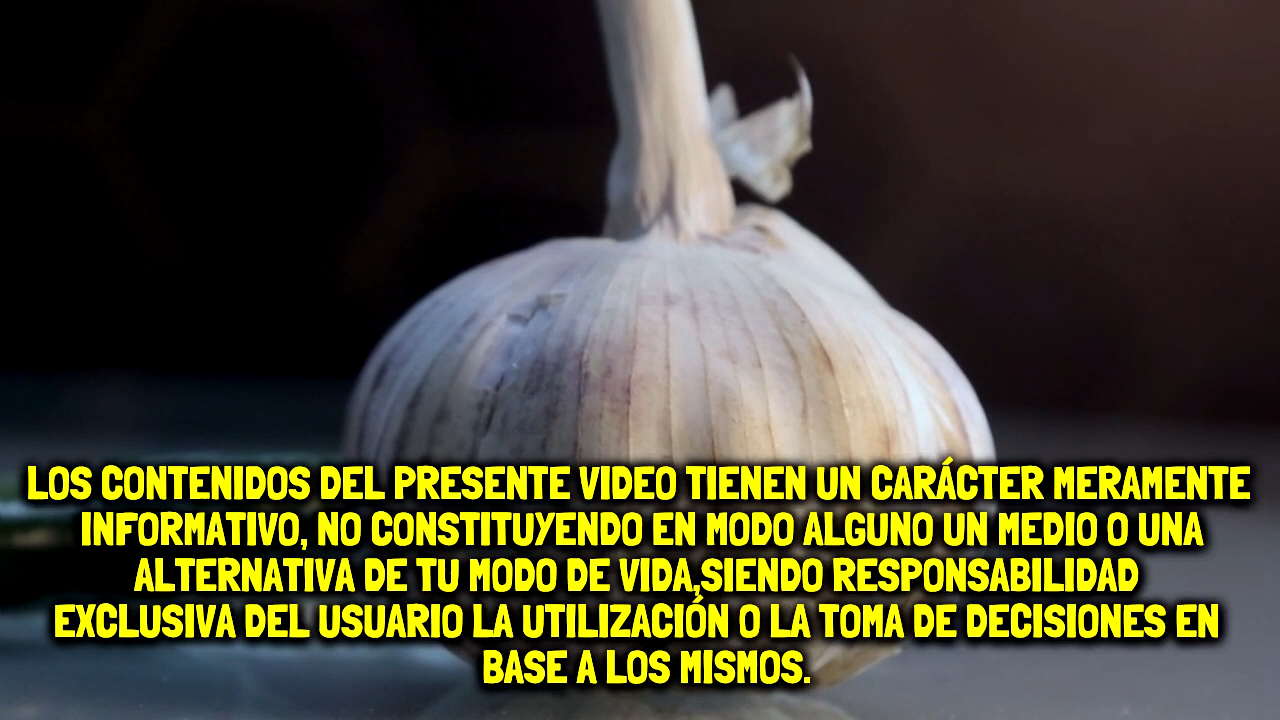 LOS CONTENIDOS DEL PRESENTE VIDEO TIENEN UN CARÁCTER MERAMENTE
INFORMATIVO, NO CONSTITUYENDO EN MODO ALGUNO UN MEDIO O UNA
ALTERNATIVA DE TU MODO DE VIDA,SIENDO RESPONSABILIDAD
EXCLUSIVA DEL USUARIO LA UTILIZACIÓN O LA TOMA DE DECISIONES EN
BASE A LOS MISMOS.